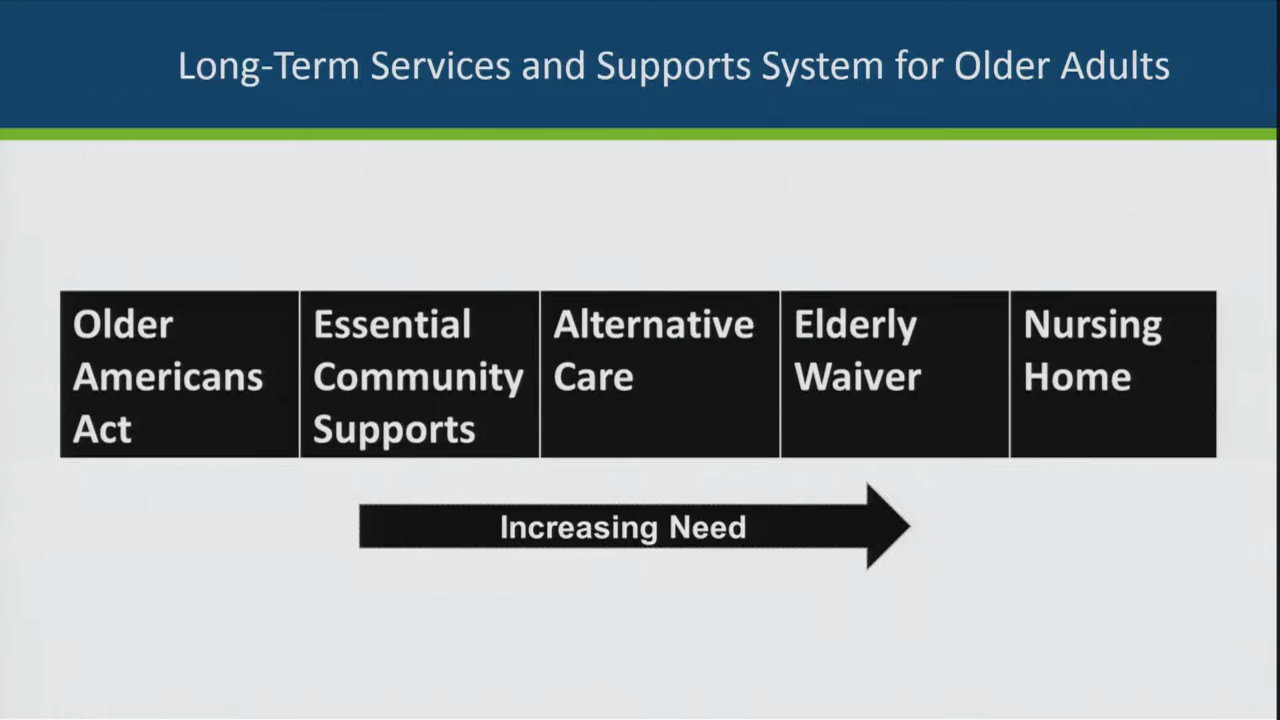 Long-Term Services and Supports System for Older Adults
Older
Americans
Act
Essential
Community
Supports
Alternative
Care
Elderly
Waiver
Nursing
Home
Increasing Need